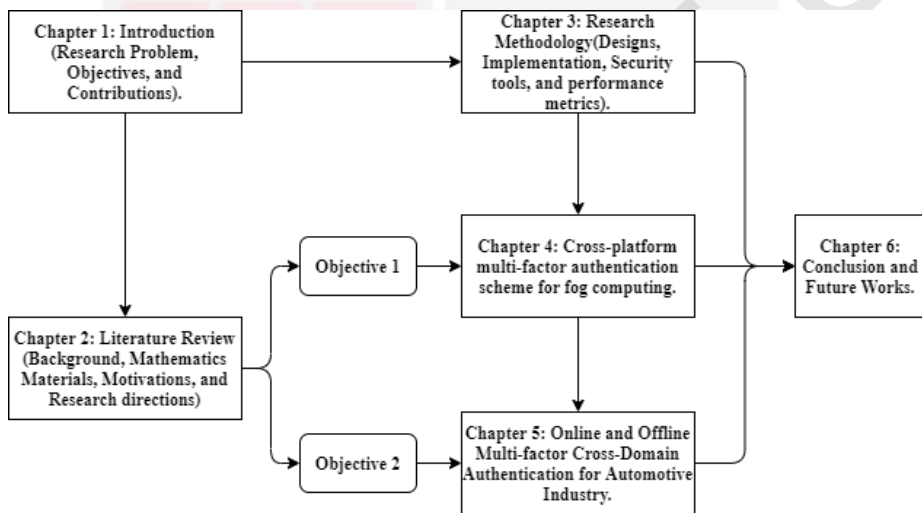 Chapter 1: Introduction
(Research Problem,
Objectives, and
Contributions).
Chapter 3: Research
Methodology(Designs,
Implementation, Security
tools, and performance
metrics).
Objective 1
Chapter 4: Cross-platform
multi-factor authentication
scheme for fog computing.
Chapter 6:
Conclusion and
Future Works.
Chapter 2: Literature Review
(Background, Mathematics
Materials, Motivations, and
Research directions)
Objective 2
Chapter 5: Online and Offline
Multi-factor Cross-Domain
Authentication for Automotive
Industry.